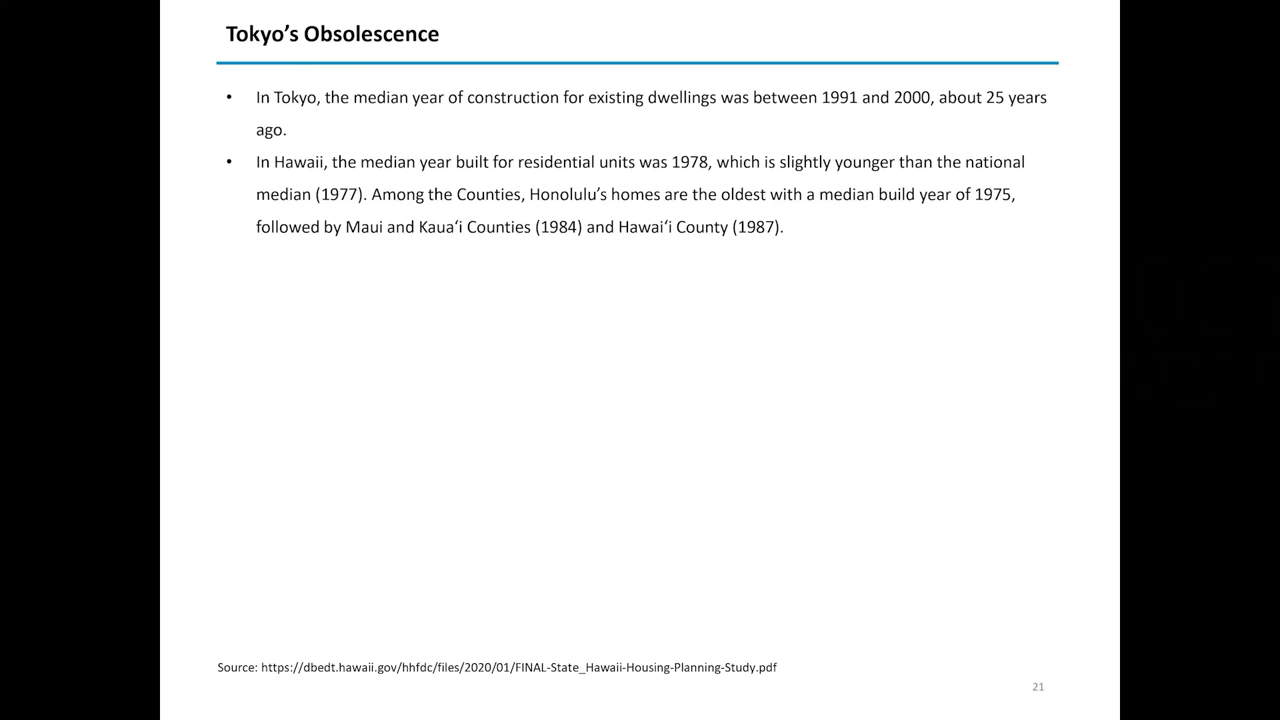 Tokyo’s Obsolescence
• In Tokyo, the median year of construction for existing dwellings was between 1991 and 2000, about 25 years
ago.
• In Hawaii, the median year built for residential units was 1978, which is slightly younger than the national
median (1977). Among the Counties, Honolulu’s homes are the oldest with a median build year of 1975,
followed by Maui and Kaua‘i Counties (1984) and Hawai‘i County (1987).
Source: https://dbedt.hawaii.gov/hhfdc/files/2020/01/FINAL-State_Hawaii-Housing-Planning-Study.pdf
21